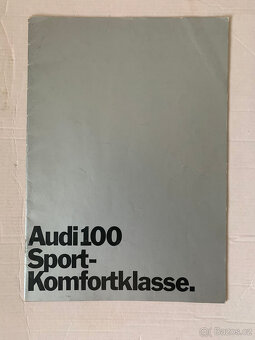 Audi 100
Sport-
Komfortklasse.
Bazos.cz